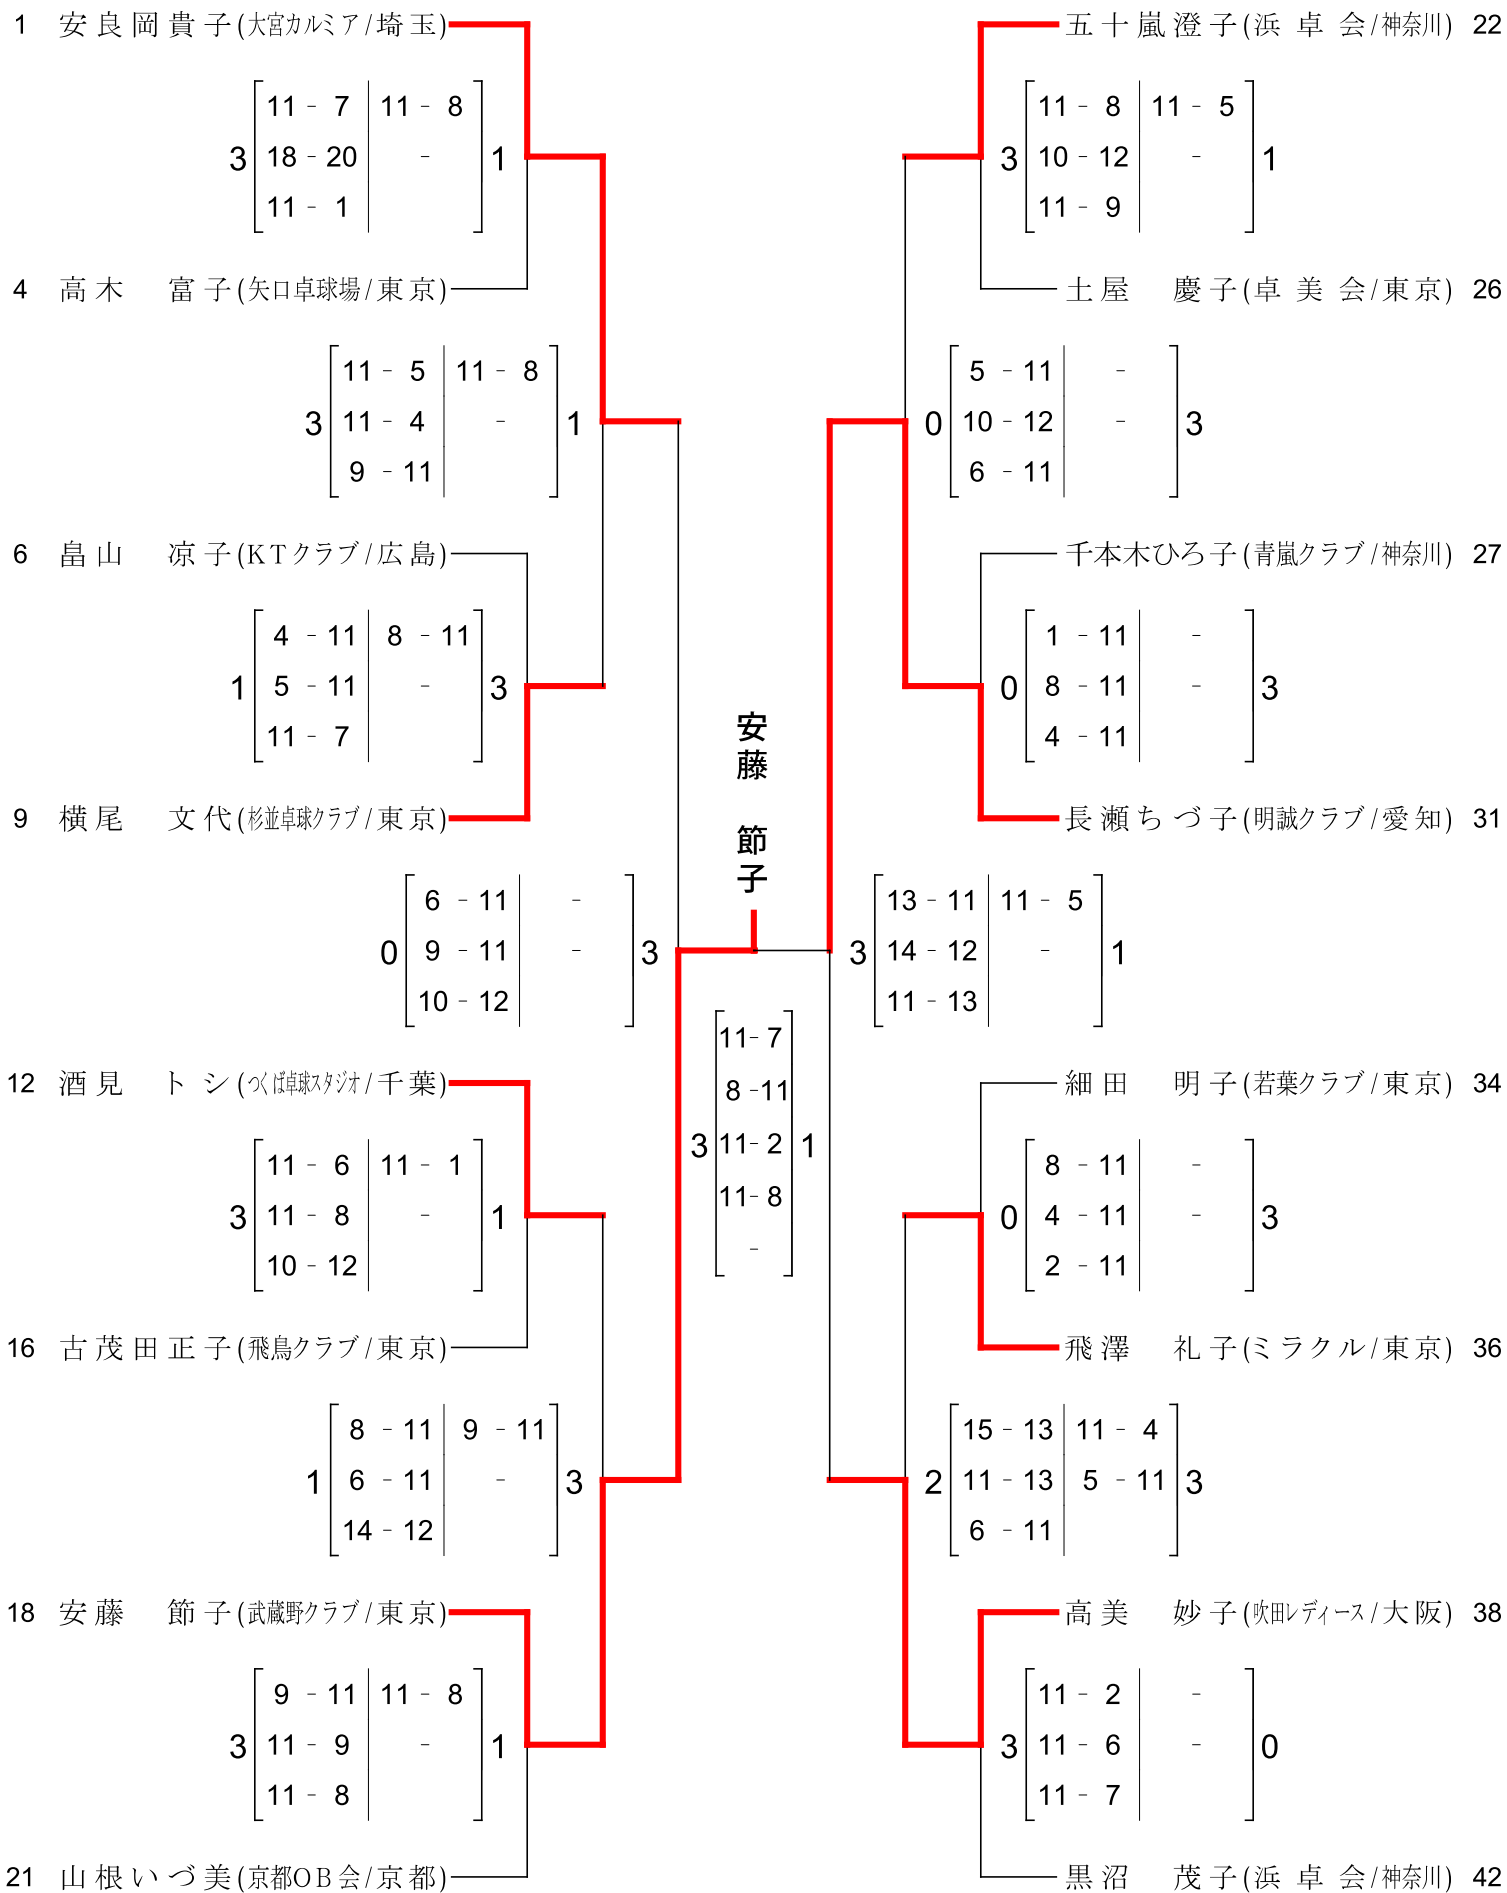 1 安良岡貴子(大宮カルミア/埼玉)
3 11 - 7 11 - 8 1
18 - 20 -
11 - 1
4 高木 富子(矢口卓球場/東京)
3 11 - 5 11 - 8 1
11 - 4 -
9 - 11
6 畠山 凉子(KTクラブ/広島)
1 4 - 11 8 - 11 3
5 - 11 -
11 - 7
9 横尾 文代(杉並卓球クラブ/東京)
0 6 - 11 - 3
9 - 11 -
10 - 12
12 酒見 トシ(つくば卓球スタジオ/千葉)
3 11 - 6 11 - 1 1
11 - 8 -
10 - 12
16 古茂田正子(飛鳥クラブ/東京)
1 8 - 11 9 - 11 3
6 - 11 -
14 - 12
18 安藤 節子(武蔵野クラブ/東京)
3 9 - 11 11 - 8 1
11 - 9 -
11 - 8
21 山根いづ美(京都OB会/京都)
安藤 節子
3 11 - 7 1
8 - 11
11 - 2
11 - 8
-
五十嵐澄子(浜卓会/神奈川) 22
3 11 - 8 11 - 5 1
10 - 12 -
11 - 9
土屋 慶子(卓美会/東京) 26
0 5 - 11 - 3
10 - 12 -
6 - 11
千本木ひろ子(青嵐クラブ/神奈川) 27
0 1 - 11 - 3
8 - 11 -
4 - 11
長瀬ちづ子(明誠クラブ/愛知) 31
3 13 - 11 11 - 5 1
14 - 12 -
11 - 13
細田 明子(若葉クラブ/東京) 34
0 8 - 11 - 3
4 - 11 -
2 - 11
飛澤 礼子(ミラクル/東京) 36
2 15 - 13 11 - 4 3
11 - 13 5 - 11
6 - 11
高美 妙子(吹田レディース/大阪) 38
3 11 - 2 - 0
11 - 6 -
11 - 7
黒沼 茂子(浜卓会/神奈川) 42